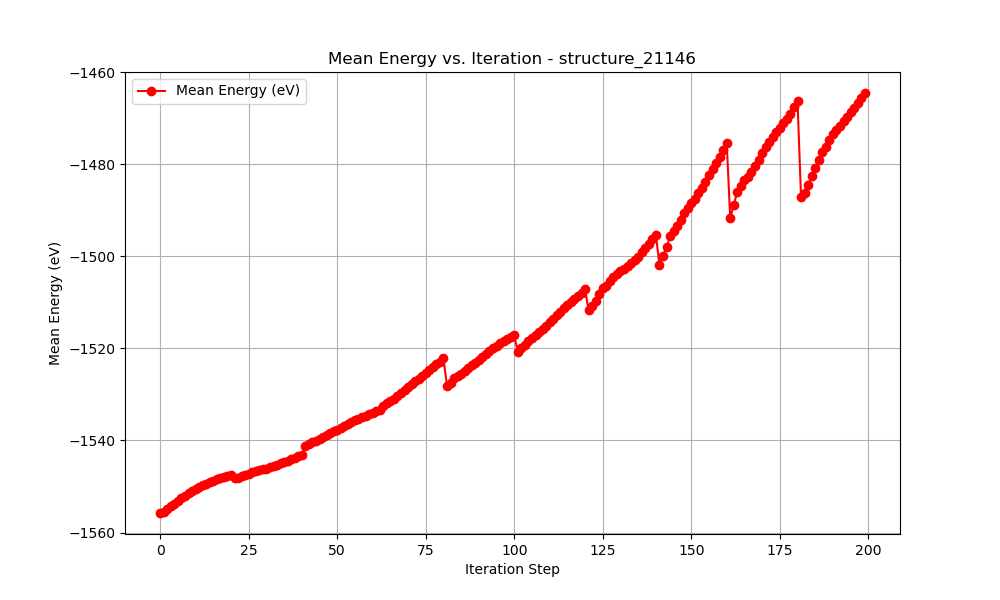 Mean Energy vs. Iteration - structure_21146
Mean Energy (eV)
Mean Energy (eV)
−1460
−1480
−1500
−1520
−1540
−1560
0 25 50 75 100 125 150 175 200
Iteration Step